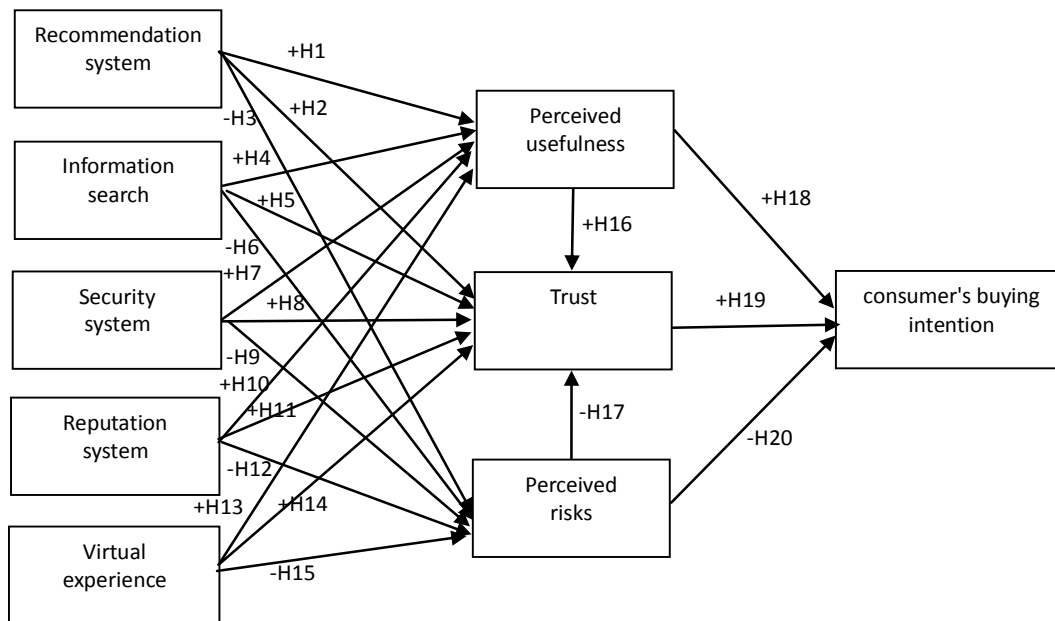 Recommendation
system
+H1
+H2
-H3
Perceived
usefulness
Information
search
+H4
+H5
+H18
-H6
+H16
+H7
Security
system
+H8
Trust
+H19
consumer's buying
intention
-H9
+H10
+H11
-H17
Reputation
system
-H20
-H12
Perceived
risks
+H13
+H14
Virtual
experience
-H15